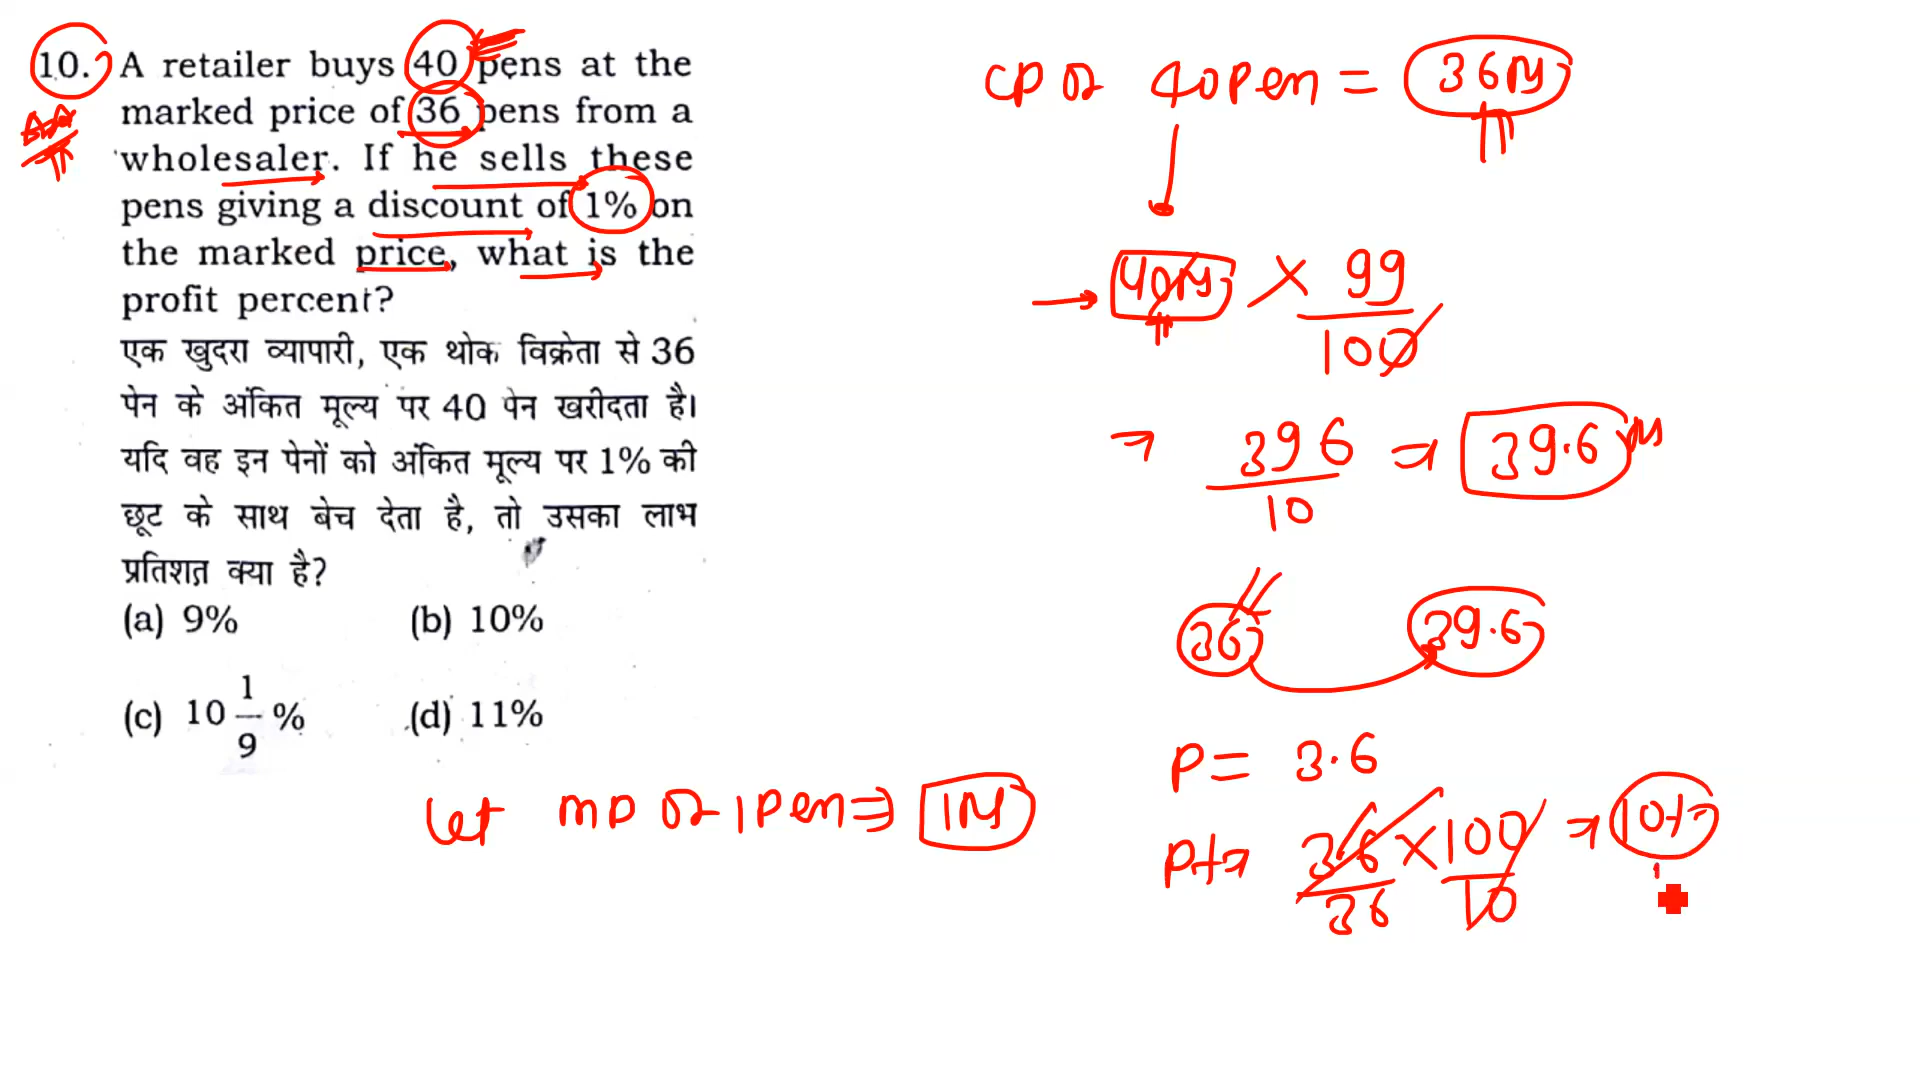 10. A retailer buys 40 pens at the
marked price of 36 pens from a
wholesaler. If he sells these
pens giving a discount of 1% on
the marked price, what is the
profit percent?
एक खुदरा व्यापारी, एक थोक विक्रेता से 36
पेन के अंकित मूल्य पर 40 पेन खरीदता है।
यदि वह इन पेनों को अंकित मूल्य पर 1% की
छूट के साथ बेच देता है, तो उसका लाभ
प्रतिशत क्या है?
(a) 9% (b) 10%
(c) 10 1/9 % (d) 11%
Let MP of 1 Pen ⇒ 1
CP of 40 Pen = 36
40 × 99/100
⇒ 396/10 ⇒ 39.6
36 39.6
P = 3.6
36/36 × 100/10 ⇒ 10%